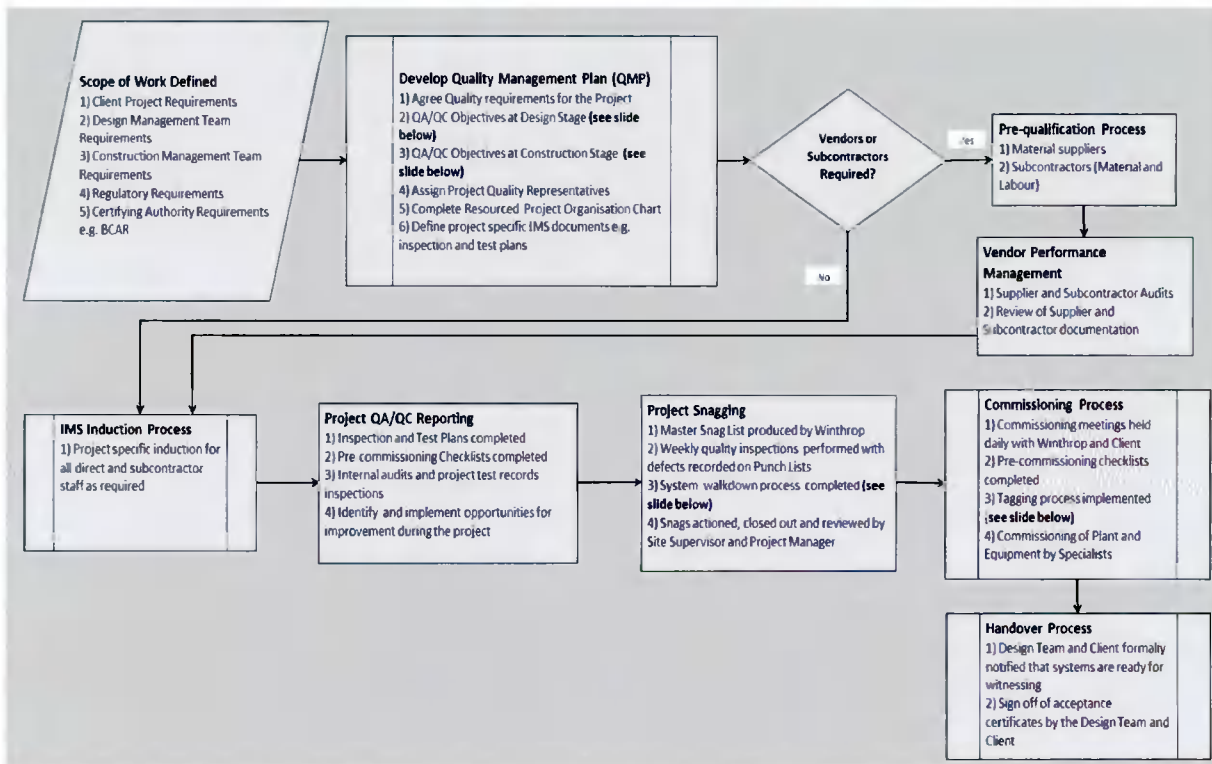 Scope of Work Defined
1) Client Project Requirements
2) Design Management Team
Requirements
3) Construction Management Team
Requirements
4) Regulatory Requirements
5) Certifying Authority Requirements
e.g. BCAR
Develop Quality Management Plan (QMP)
1) Agree Quality requirements for the Project
2) QA/QC Objectives at Design Stage (see slide
below)
3) QA/QC Objectives at Construction Stage (see
slide below)
4) Assign Project Quality Representatives
5) Complete Resourced Project Organisation Chart
6) Define project specific IMS documents e.g.
inspection and test plans
Vendors or
Subcontractors
Required?
Yes
No
Pre-qualification Process
1) Material suppliers
2) Subcontractors (Material and
Labour)
Vendor Performance
Management
1) Supplier and Subcontractor Audits
2) Review of Supplier and
Subcontractor documentation
IMS Induction Process
1) Project specific induction for
all direct and subcontractor
staff as required
Project QA/QC Reporting
1) Inspection and Test Plans completed
2) Pre-commissioning Checklists completed
3) Internal audits and project test records
inspections
4) Identify and implement opportunities for
improvement during the project
Project Snagging
1) Master Snag List produced by Winthrop
2) Weekly quality inspections performed with
defects recorded on Punch Lists
3) System walkdown process completed (see
slide below)
4) Snags actioned, closed out and reviewed by
Site Supervisor and Project Manager
Commissioning Process
1) Commissioning meetings held
daily with Winthrop and Client
2) Pre-commissioning checklists
completed
3) Tagging process implemented
(see slide below)
4) Commissioning of Plant and
Equipment by Specialists
Handover Process
1) Design Team and Client formally
notified that systems are ready for
witnessing
2) Sign off of acceptance
certificates by the Design Team and
Client